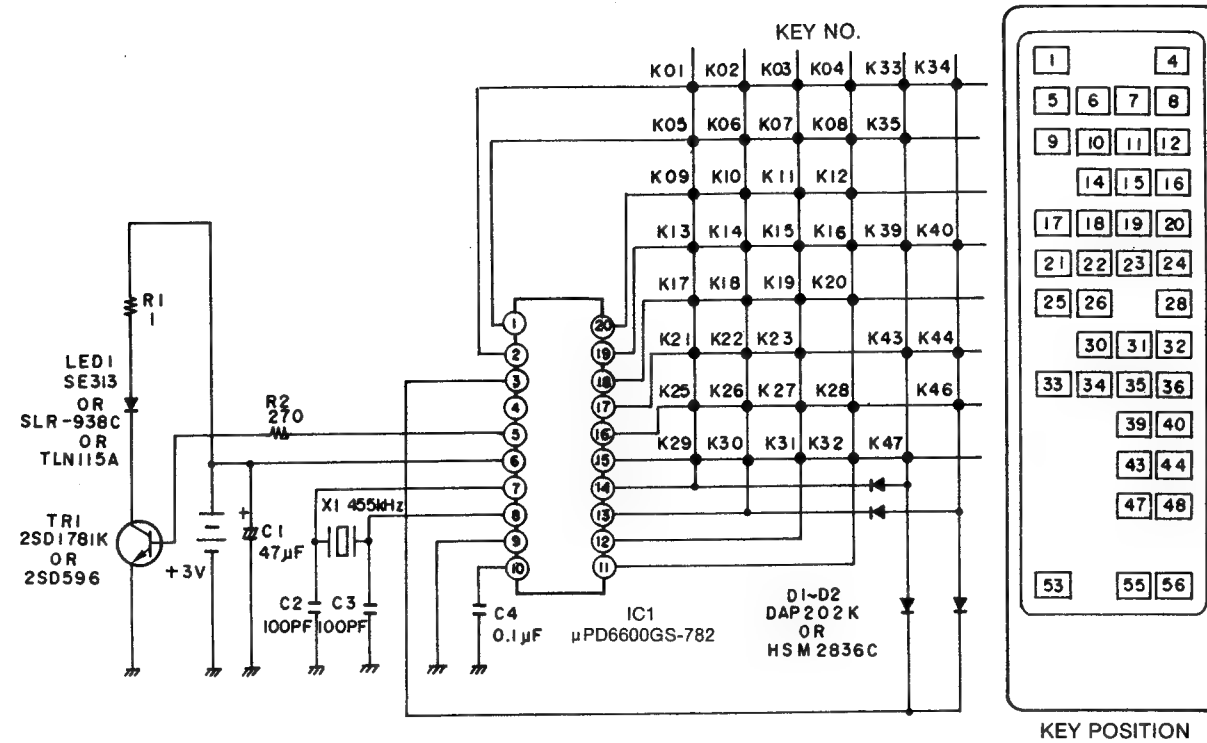 KEY NO.
K01 K02 K03 K04 K33 K34
K05 K06 K07 K08 K35
K09 K10 K11 K12
K13 K14 K15 K16 K39 K40
K17 K18 K19 K20
K21 K22 K23 K43 K44
K25 K26 K27 K28 K46
K29 K30 K31 K32 K47
R1
1
LED1
SE313
OR
SLR-938C
OR
TLN115A
R2
270
TR1
2SD1781K
OR
2SD596
+3V
+
C1
47µF
X1 455kHz
C2
100PF
C3
100PF
C4
0.1µF
1
2
3
4
5
6
7
8
9
10
20
19
18
17
16
15
14
13
12
11
IC1
µPD6600GS-782
D1~D2
DAP202K
OR
HSM2836C
1 4
5 6 7 8
9 10 11 12
14 15 16
17 18 19 20
21 22 23 24
25 26 28
30 31 32
33 34 35 36
39 40
43 44
47 48
53 55 56
KEY POSITION